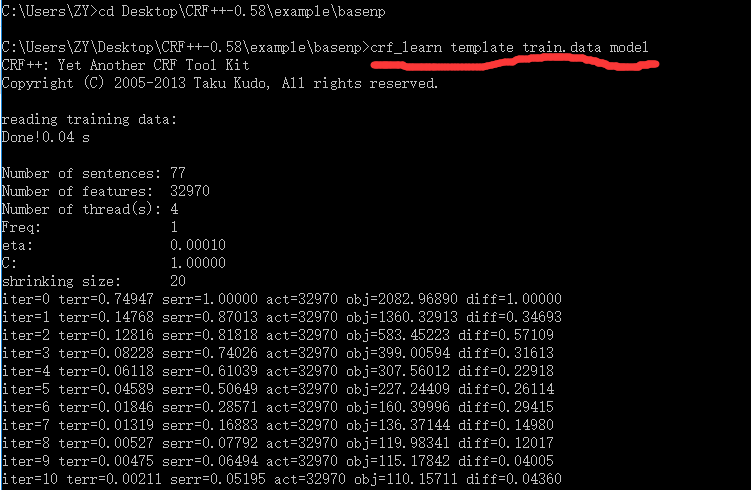 C:\Users\ZY>cd Desktop\CRF++-0.58\example\basenp
C:\Users\ZY\Desktop\CRF++-0.58\example\basenp>crf_learn template train.data model
CRF++: Yet Another CRF Tool Kit
Copyright (C) 2005-2013 Taku Kudo, All rights reserved.
reading training data:
Done!0.04 s
Number of sentences: 77
Number of features:  32970
Number of thread(s): 4
Freq:                1
eta:                 0.00010
C:                   1.00000
shrinking size:      20
iter=0 terr=0.74947 serr=1.00000 act=32970 obj=2082.96890 diff=1.00000
iter=1 terr=0.14768 serr=0.87013 act=32970 obj=1360.32913 diff=0.34693
iter=2 terr=0.12816 serr=0.81818 act=32970 obj=583.45223 diff=0.57109
iter=3 terr=0.08228 serr=0.74026 act=32970 obj=399.00594 diff=0.31613
iter=4 terr=0.06118 serr=0.61039 act=32970 obj=307.56012 diff=0.22918
iter=5 terr=0.04589 serr=0.50649 act=32970 obj=227.24409 diff=0.26114
iter=6 terr=0.01846 serr=0.28571 act=32970 obj=160.39996 diff=0.29415
iter=7 terr=0.01319 serr=0.16883 act=32970 obj=136.37144 diff=0.14980
iter=8 terr=0.00527 serr=0.07792 act=32970 obj=119.98341 diff=0.12017
iter=9 terr=0.00475 serr=0.06494 act=32970 obj=115.17842 diff=0.04005
iter=10 terr=0.00211 serr=0.05195 act=32970 obj=110.15711 diff=0.04360